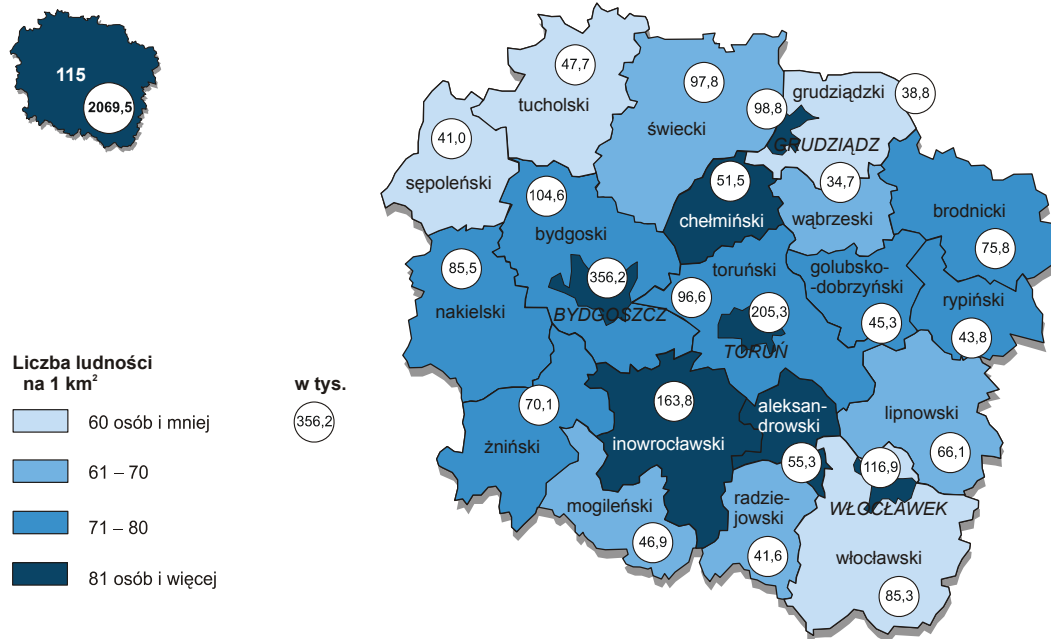 115
2069,5
47,7
tucholski
97,8
świecki
98,8
grudziądzki
38,8
GRUDZIĄDZ
41,0
sępoleński
104,6
bydgoski
51,5
chełmiński
34,7
wąbrzeski
brodnicki
75,8
85,5
nakielski
356,2
BYDGOSZCZ
toruński
96,6
205,3
TORUŃ
golubsko-
-dobrzyński
45,3
rypiński
43,8
Liczba ludności
na 1 km²
60 osób i mniej
61 – 70
71 – 80
81 osób i więcej
w tys.
356,2
70,1
żniński
163,8
inowrocławski
aleksan-
drowski
55,3
lipnowski
66,1
116,9
WŁOCŁAWEK
mogileński
46,9
radzie-
jowski
41,6
włocławski
85,3